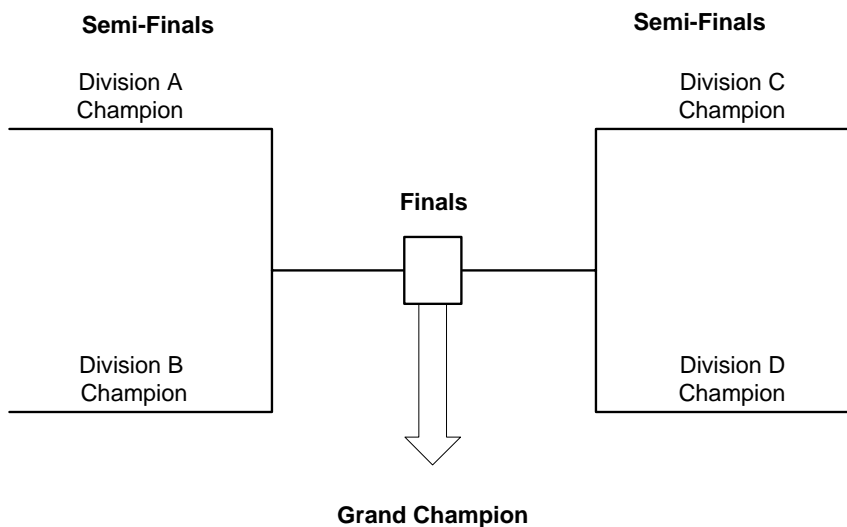 Semi-Finals
Semi-Finals
Division A
Champion
Division C
Champion
Finals
Division B
Champion
Division D
Champion
Grand Champion